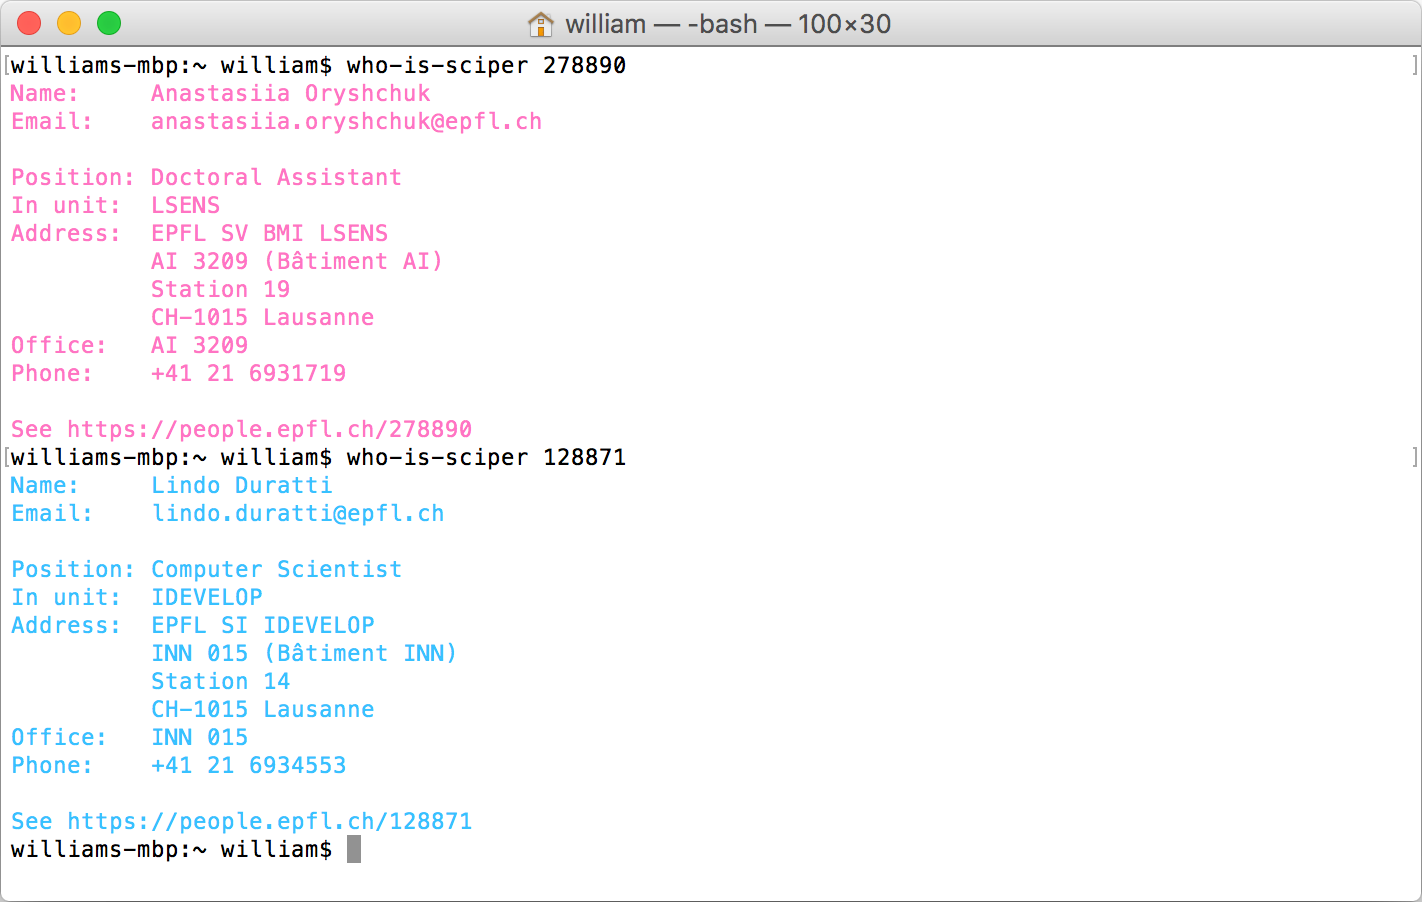 william — -bash — 100×30
williams-mbp:~ william$ who-is-sciper 278890
Name:     Anastasiia Oryshchuk
Email:    anastasiia.oryshchuk@epfl.ch
Position: Doctoral Assistant
In unit:  LSENS
Address:  EPFL SV BMI LSENS
          AI 3209 (Bâtiment AI)
          Station 19
          CH-1015 Lausanne
Office:   AI 3209
Phone:    +41 21 6931719
See https://people.epfl.ch/278890
williams-mbp:~ william$ who-is-sciper 128871
Name:     Lindo Duratti
Email:    lindo.duratti@epfl.ch
Position: Computer Scientist
In unit:  IDEVELOP
Address:  EPFL SI IDEVELOP
          INN 015 (Bâtiment INN)
          Station 14
          CH-1015 Lausanne
Office:   INN 015
Phone:    +41 21 6934553
See https://people.epfl.ch/128871
williams-mbp:~ william$